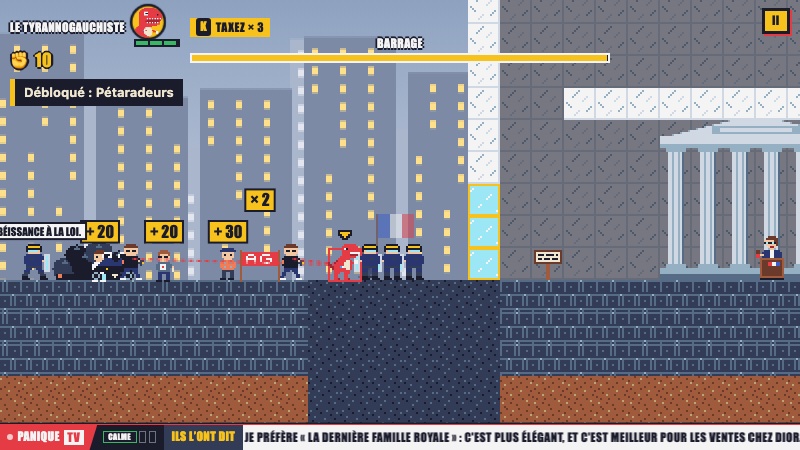 LE TYRANNOGAUCHISTE
K TAXEZ × 3
BARRAGE
10
Débloqué : Pétaradeurs
× 2
ÉISSANCE À LA LOI.
+ 20
+ 20
+ 30
AG
PANIQUE TV
CALME
ILS L'ONT DIT
JE PRÉFÈRE « LA DERNIÈRE FAMILLE ROYALE » : C'EST PLUS ÉLÉGANT, ET C'EST MEILLEUR POUR LES VENTES CHEZ DIOR